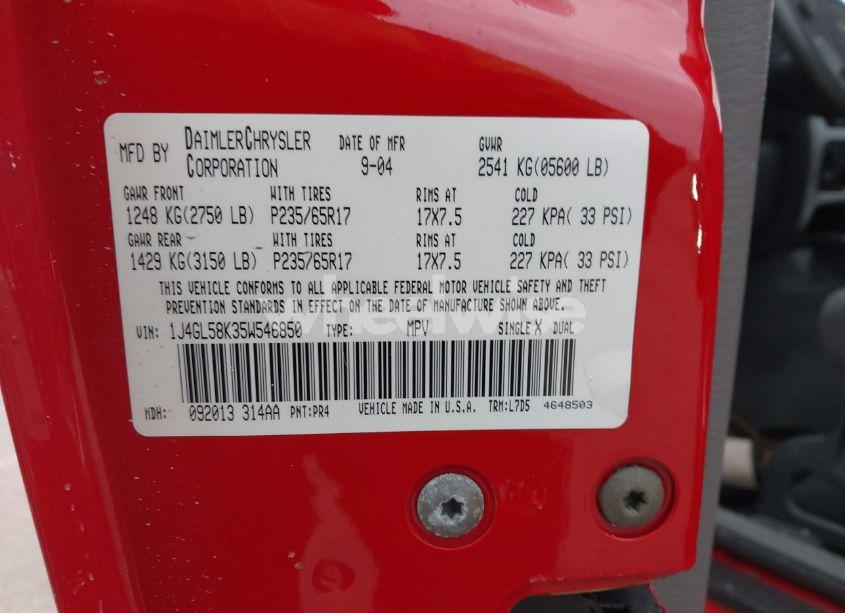 MFD BY DAIMLERCHRYSLER CORPORATION DATE OF MFR 9-04 GVWR 2541 KG(05600 LB)
GAWR FRONT WITH TIRES RIMS AT COLD
1248 KG(2750 LB) P235/65R17 17X7.5 227 KPA( 33 PSI)
GAWR REAR WITH TIRES RIMS AT COLD
1429 KG(3150 LB) P235/65R17 17X7.5 227 KPA( 33 PSI)
THIS VEHICLE CONFORMS TO ALL APPLICABLE FEDERAL MOTOR VEHICLE SAFETY AND THEFT
PREVENTION STANDARDS IN EFFECT ON THE DATE OF MANUFACTURE SHOWN ABOVE.
wheelwise
VIN: 1J4GL58K35W546850 TYPE: MPV SINGLE X DUAL
MDH: 092013 314AA PNT:PR4 VEHICLE MADE IN U.S.A. TRM:L7D5 4648503